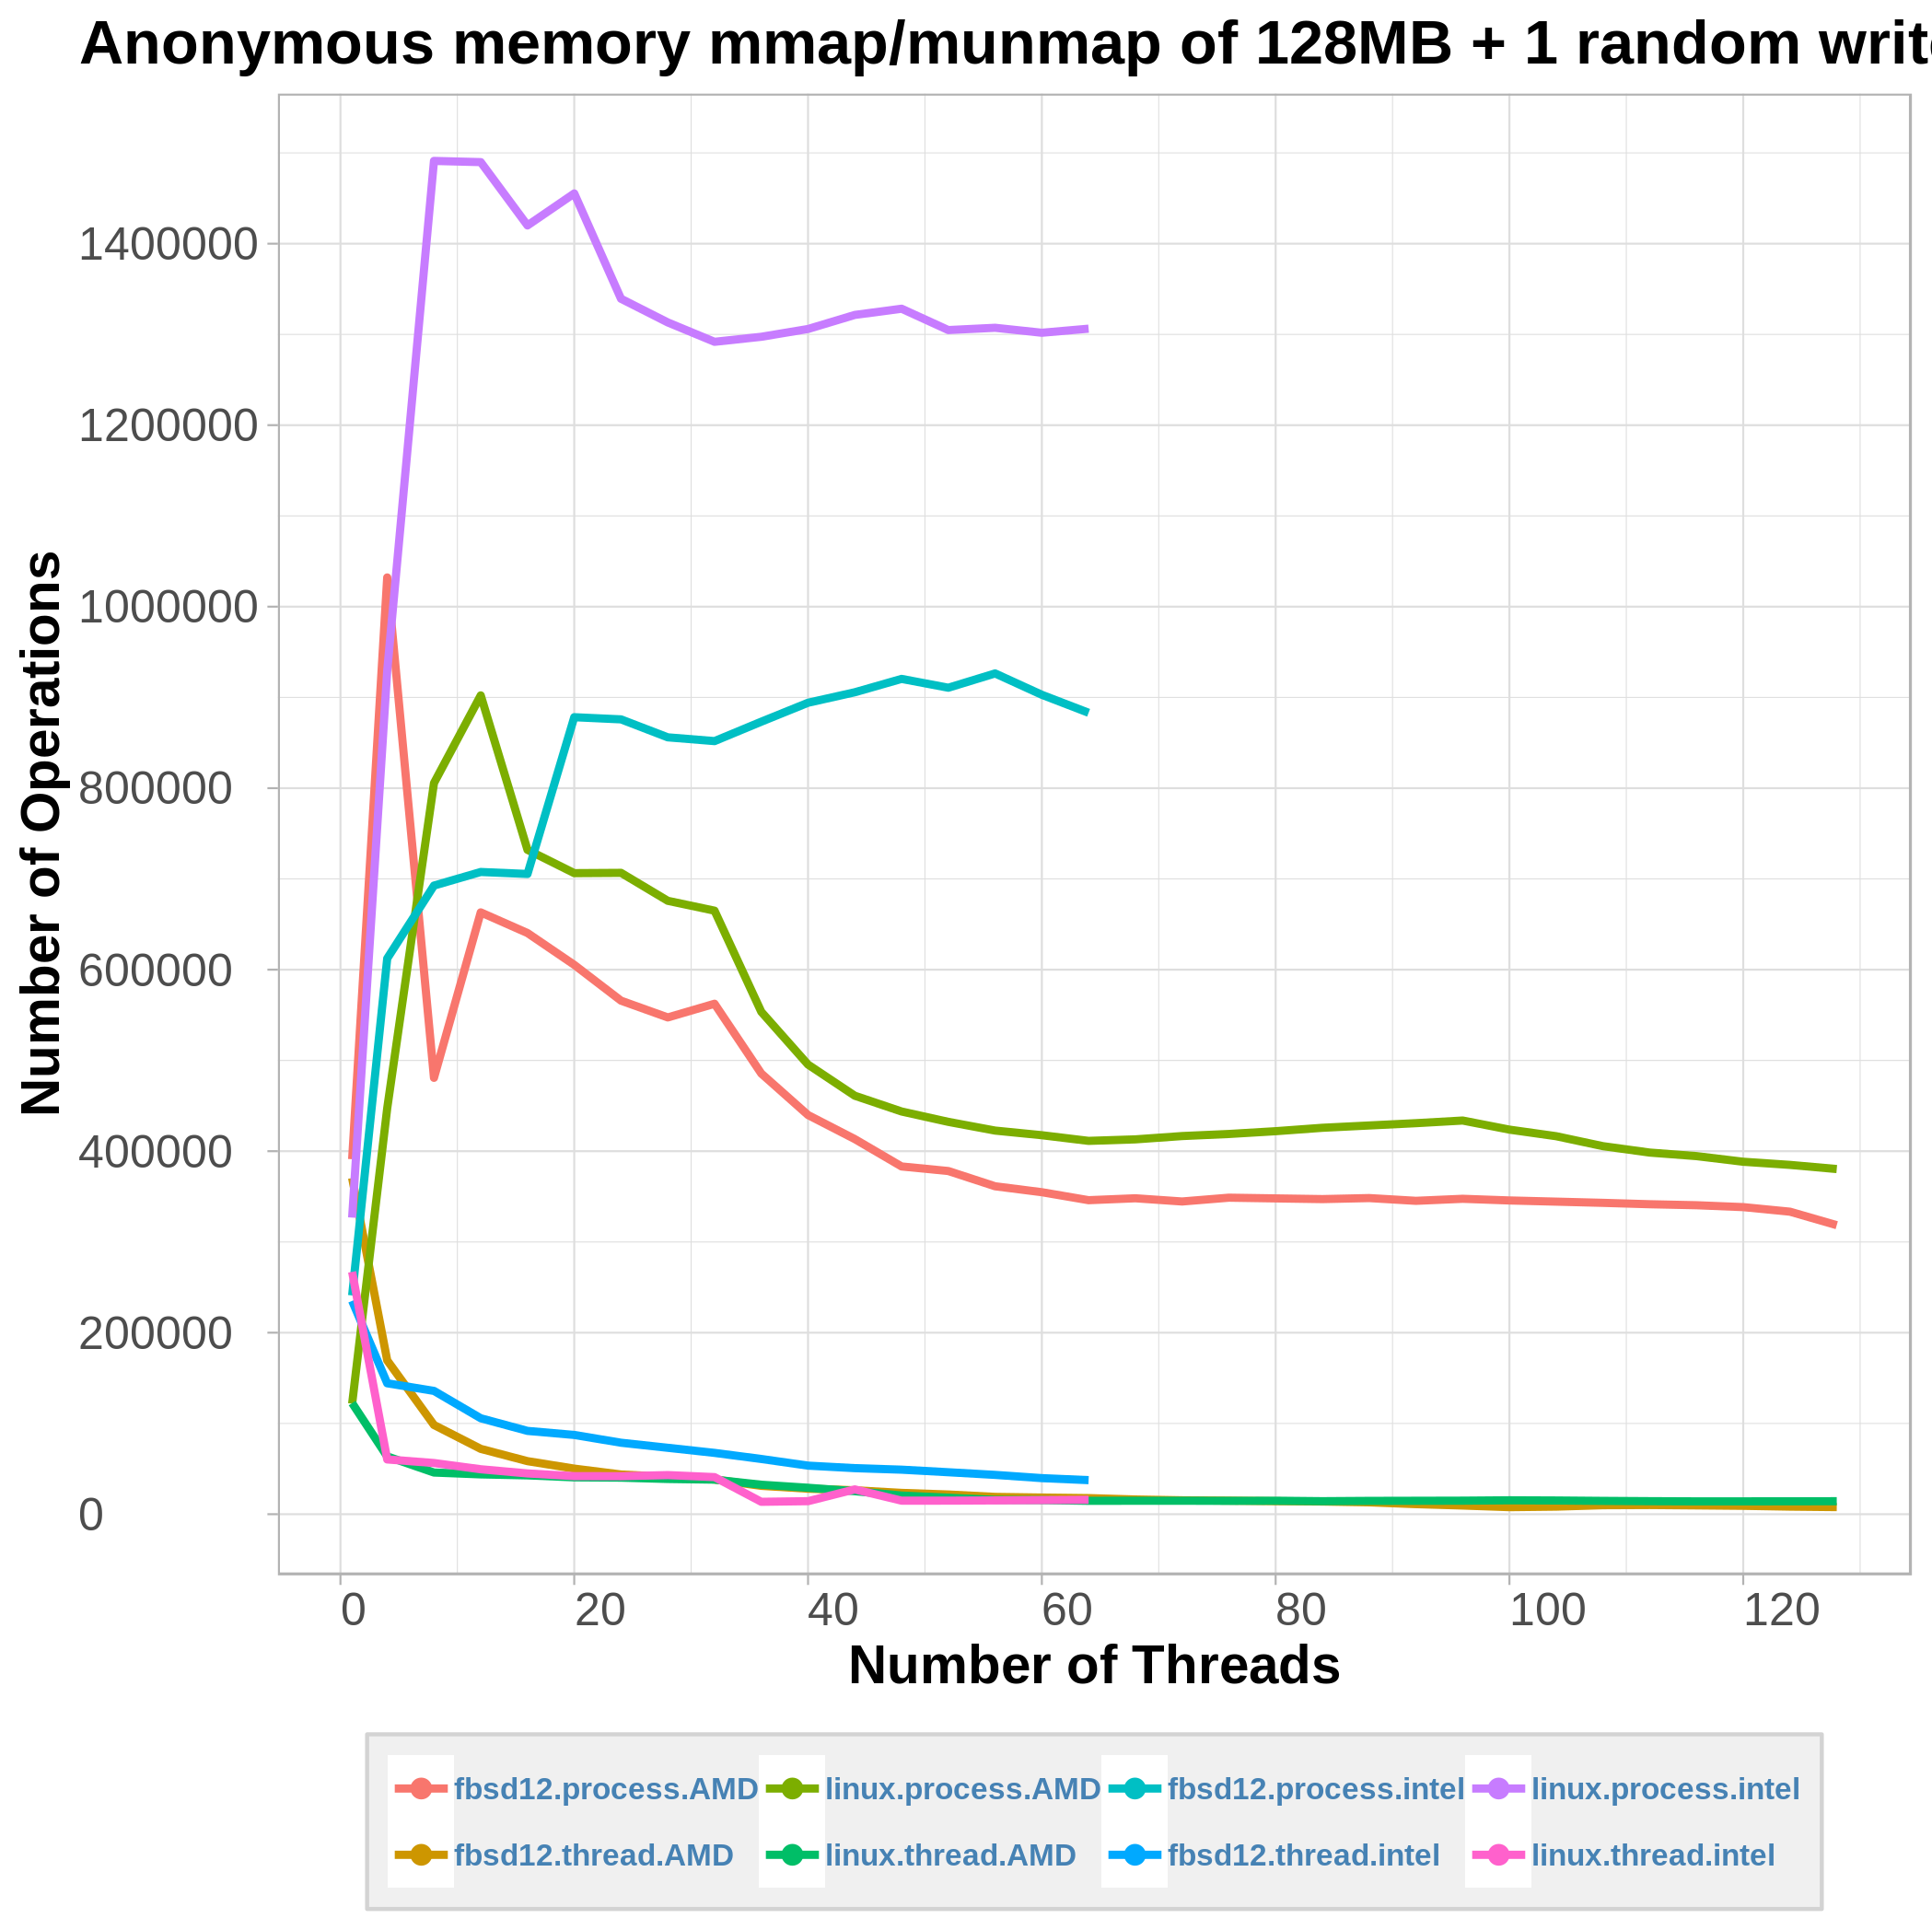 Anonymous memory mmap/munmap of 128MB + 1 random write
Number of Operations
1400000
1200000
1000000
800000
600000
400000
200000
0
0 20 40 60 80 100 120
Number of Threads
fbsd12.process.AMD linux.process.AMD fbsd12.process.intel linux.process.intel
fbsd12.thread.AMD linux.thread.AMD fbsd12.thread.intel linux.thread.intel